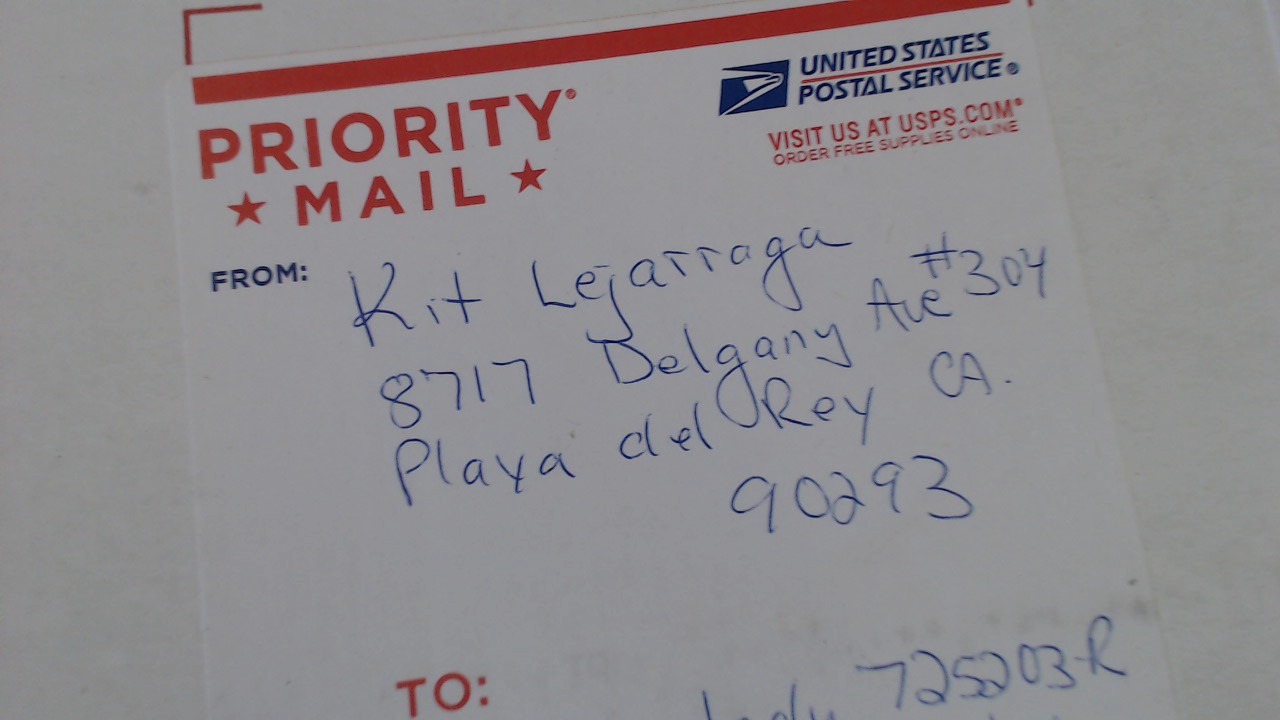 PRIORITY®
★ MAIL ★
UNITED STATES
POSTAL SERVICE®
VISIT US AT USPS.COM®
ORDER FREE SUPPLIES ONLINE
FROM:
Kit Lejarraga
8717 Delgany Ave #304
Playa del Rey CA.
90293
TO:
725203-R